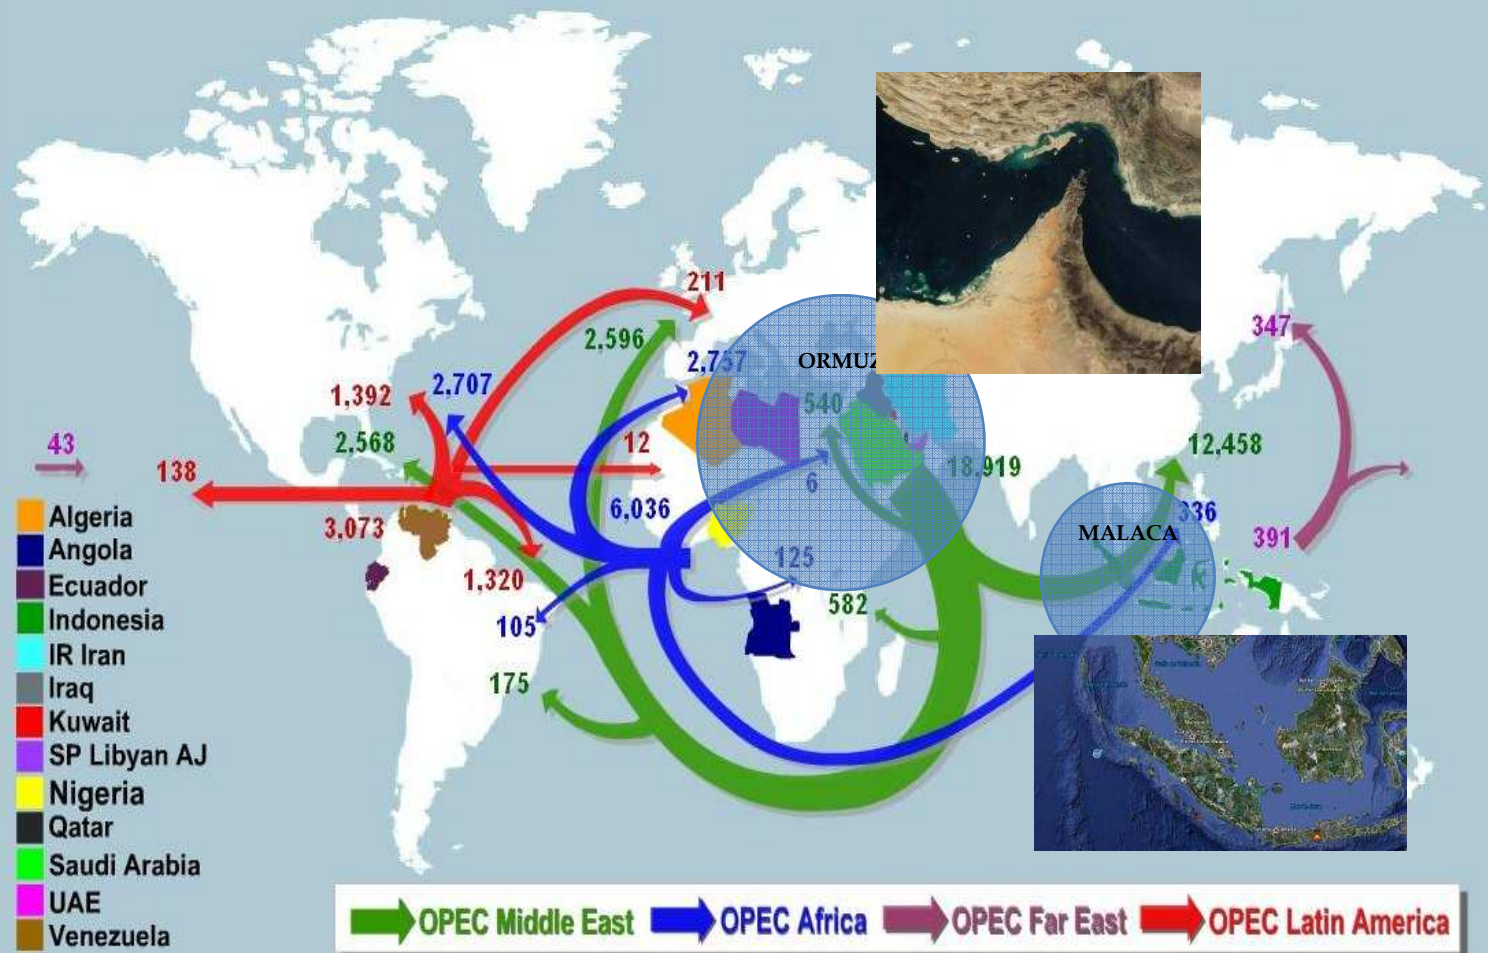 211
2,596
2,757
ORMUZ
347
1,392
2,707
540
43
138
2,568
12
18,919
12,458
6
3,073
6,036
336
MALACA
391
125
1,320
582
105
175
Algeria
Angola
Ecuador
Indonesia
IR Iran
Iraq
Kuwait
SP Libyan AJ
Nigeria
Qatar
Saudi Arabia
UAE
Venezuela
OPEC Middle East OPEC Africa OPEC Far East OPEC Latin America